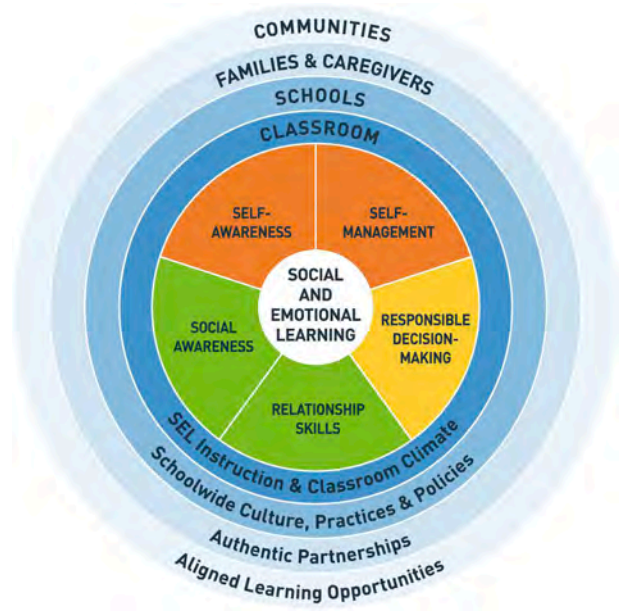 COMMUNITIES
FAMILIES & CAREGIVERS
SCHOOLS
CLASSROOM
SELF-
AWARENESS
SELF-
MANAGEMENT
SOCIAL
AND
EMOTIONAL
LEARNING
SOCIAL
AWARENESS
RESPONSIBLE
DECISION-
MAKING
RELATIONSHIP
SKILLS
SEL Instruction & Classroom Climate
Schoolwide Culture, Practices & Policies
Authentic Partnerships
Aligned Learning Opportunities